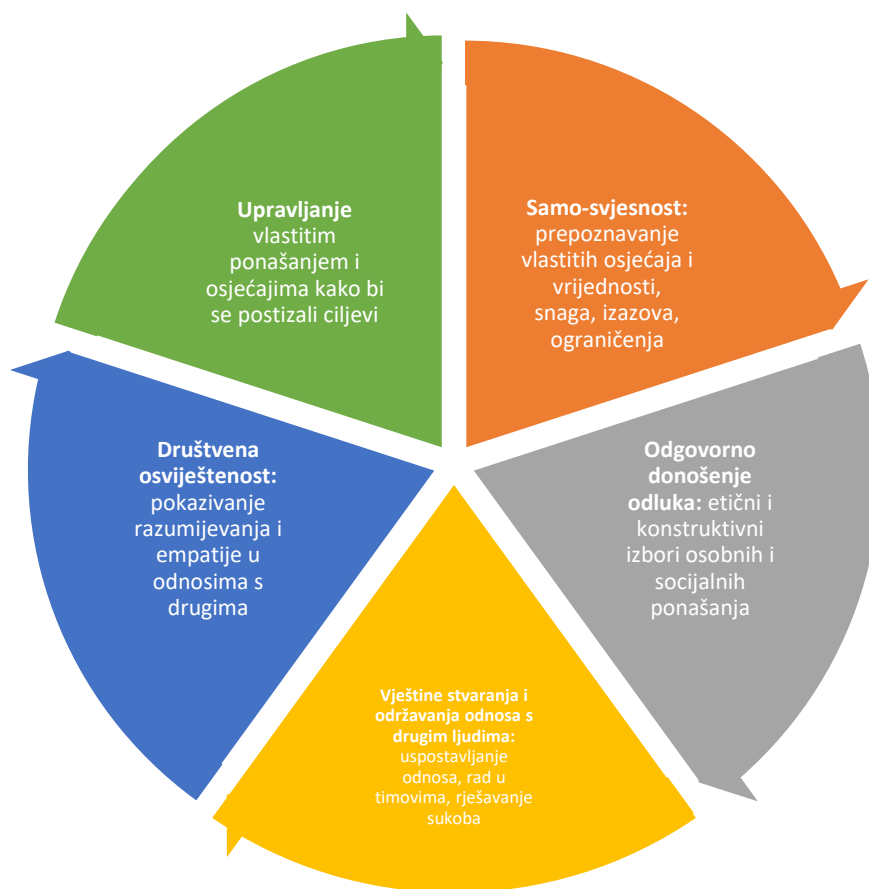 Upravljanje
vlastitim
ponašanjem i
osjećajima kako bi
se postizali ciljevi
Samo-svjesnost:
prepoznavanje
vlastitih osjećaja i
vrijednosti,
snaga, izazova,
ograničenja
Društvena
osviještenost:
pokazivanje
razumijevanja i
empatije u
odnosima s
drugima
Odgovorno
donošenje
odluka: etični i
konstruktivni
izbori osobnih i
socijalnih
ponašanja
Vještine stvaranja i
održavanja odnosa s
drugim ljudima:
uspostavljanje
odnosa, rad u
timovima, rješavanje
sukoba